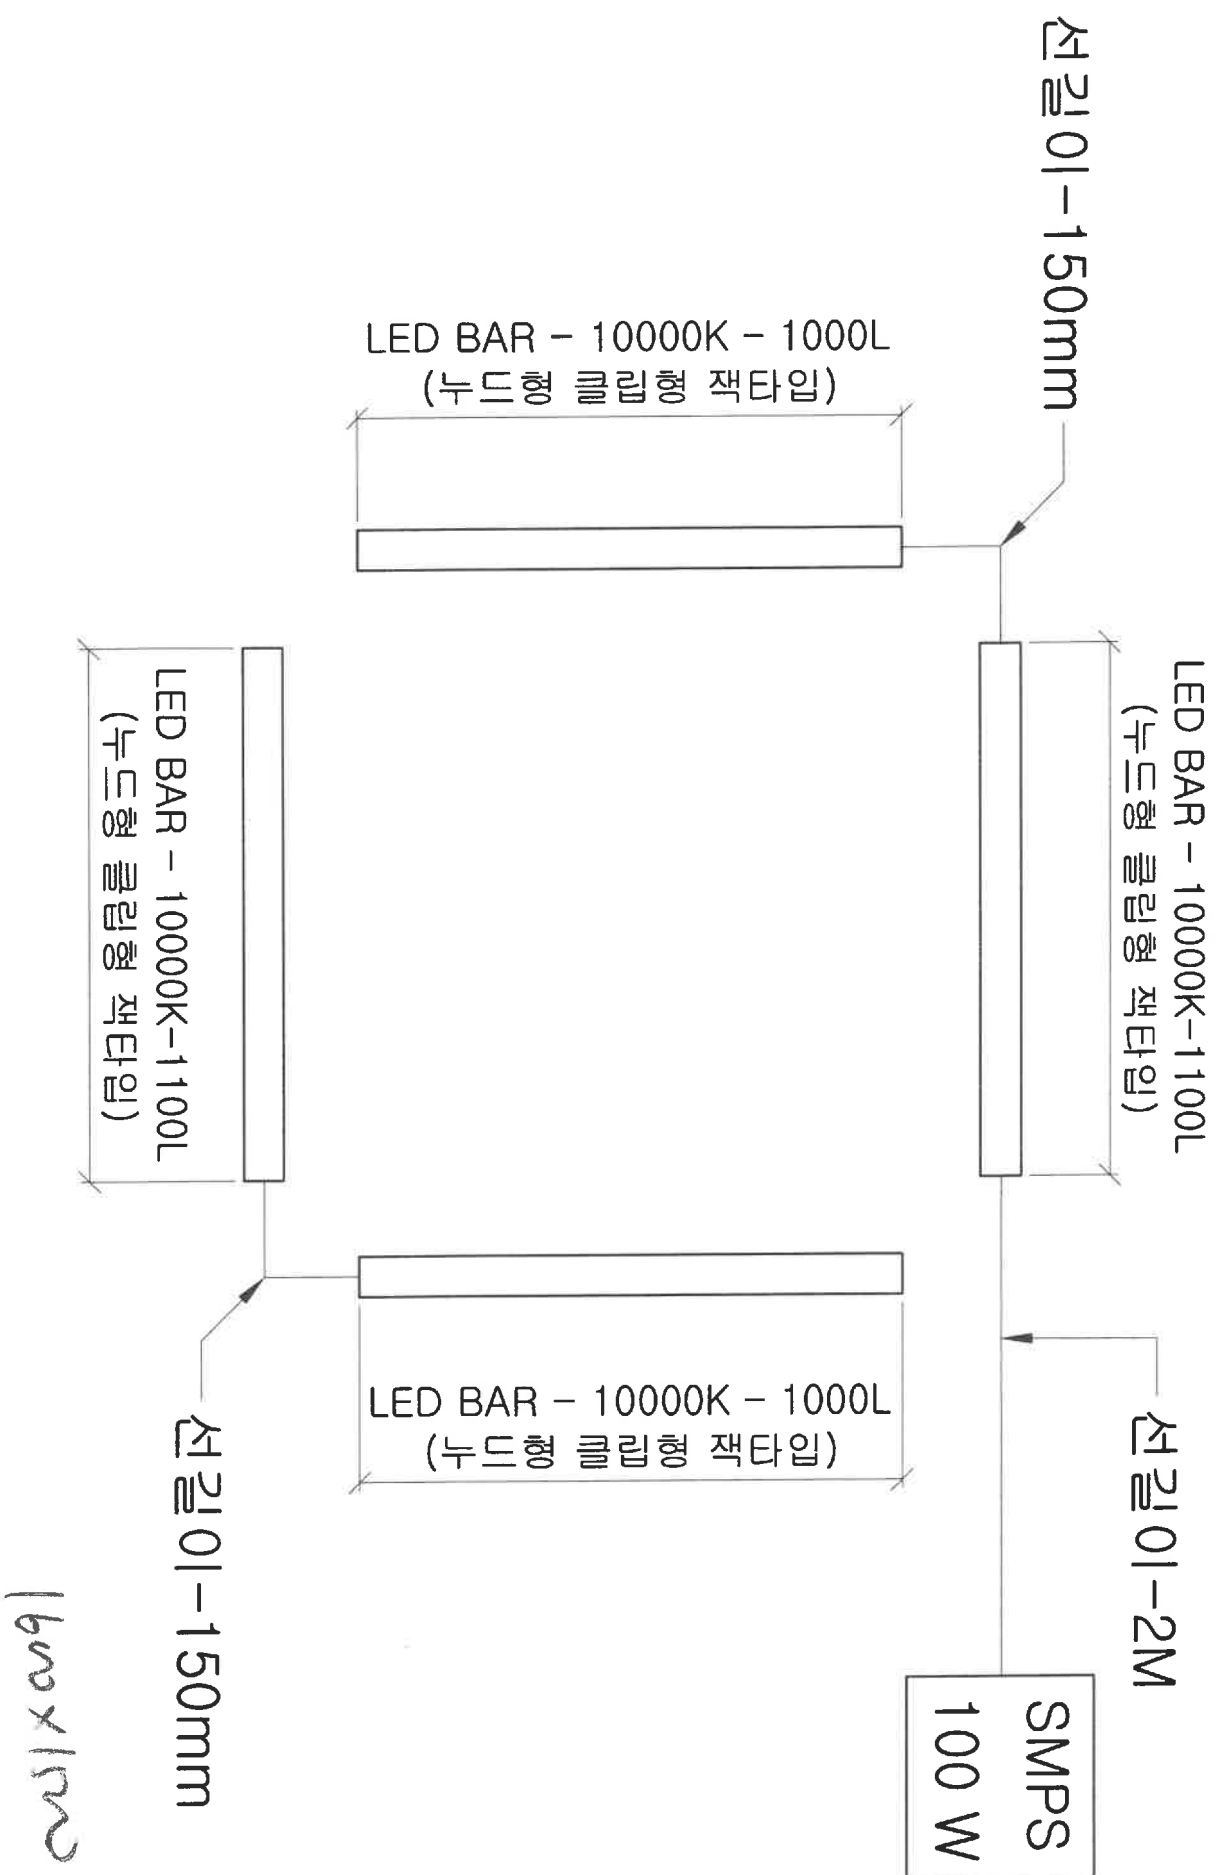 선길이-150mm
LED BAR - 10000K - 1000L
(누드형 클립형 잭타입)
LED BAR - 10000K-1100L
(누드형 클립형 잭타입)
LED BAR - 10000K-1100L
(누드형 클립형 잭타입)
LED BAR - 10000K - 1000L
(누드형 클립형 잭타입)
선길이-2M
SMPS
100 W
선길이-150mm